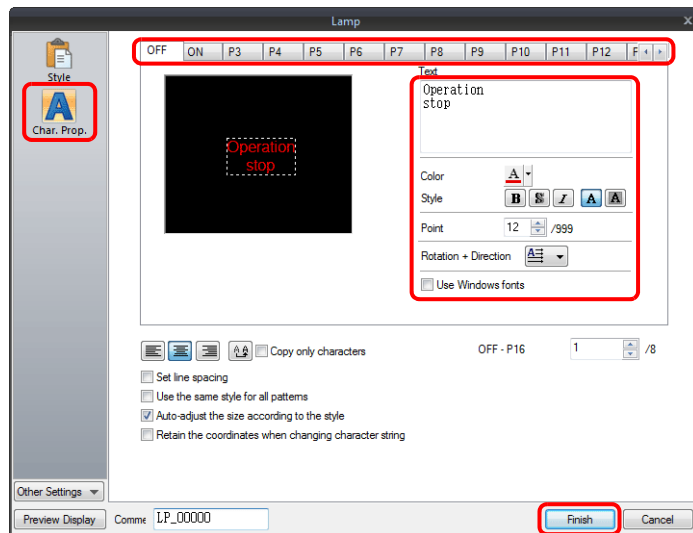 Lamp
X
Style
Char. Prop.
OFF ON P3 P4 P5 P6 P7 P8 P9 P10 P11 P12 F
Text
Operation
stop
Operation
stop
Color A
Style B S I A A
Point 12 /999
Rotation + Direction
Use Windows fonts
Copy only characters
OFF - P16 1 /8
Set line spacing
Use the same style for all patterns
Auto-adjust the size according to the style
Retain the coordinates when changing character string
Other Settings
Preview Display Comme LP_00000 Finish Cancel